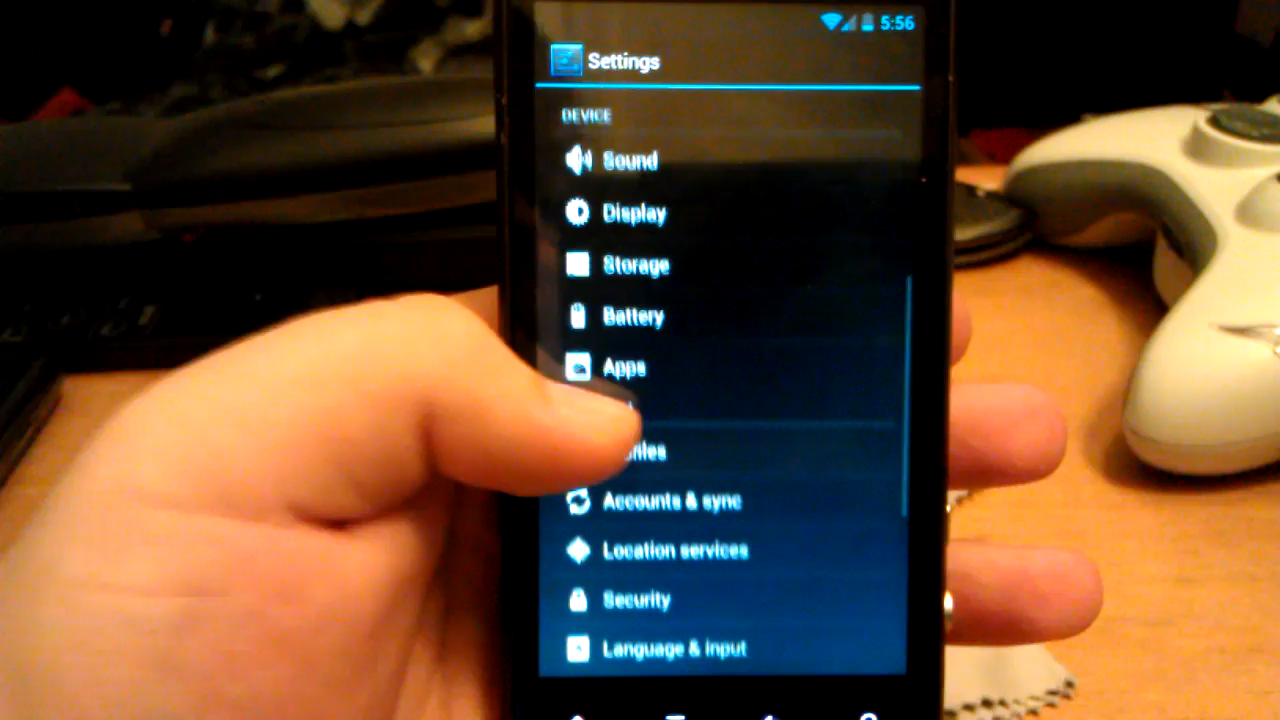 5:56
Settings
DEVICE
Sound
Display
Storage
Battery
Apps
Accounts & sync
Location services
Security
Language & input